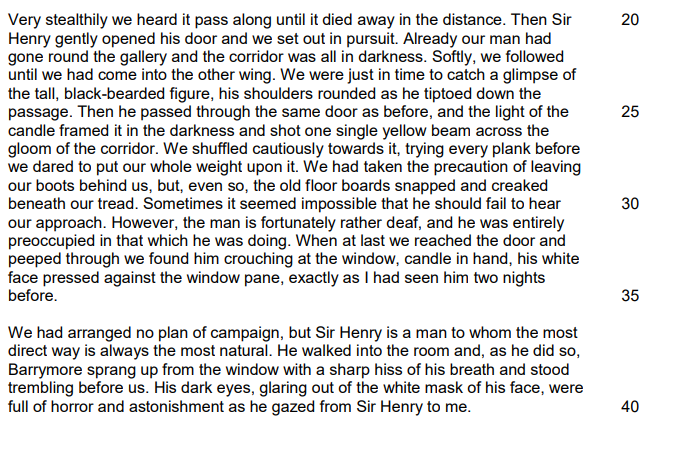 Very stealthily we heard it pass along until it died away in the distance. Then Sir 20
Henry gently opened his door and we set out in pursuit. Already our man had
gone round the gallery and the corridor was all in darkness. Softly, we followed
until we had come into the other wing. We were just in time to catch a glimpse of
the tall, black-bearded figure, his shoulders rounded as he tiptoed down the
passage. Then he passed through the same door as before, and the light of the 25
candle framed it in the darkness and shot one single yellow beam across the
gloom of the corridor. We shuffled cautiously towards it, trying every plank before
we dared to put our whole weight upon it. We had taken the precaution of leaving
our boots behind us, but, even so, the old floor boards snapped and creaked
beneath our tread. Sometimes it seemed impossible that he should fail to hear 30
our approach. However, the man is fortunately rather deaf, and he was entirely
preoccupied in that which he was doing. When at last we reached the door and
peeped through we found him crouching at the window, candle in hand, his white
face pressed against the window pane, exactly as I had seen him two nights
before. 35
We had arranged no plan of campaign, but Sir Henry is a man to whom the most
direct way is always the most natural. He walked into the room and, as he did so,
Barrymore sprang up from the window with a sharp hiss of his breath and stood
trembling before us. His dark eyes, glaring out of the white mask of his face, were
full of horror and astonishment as he gazed from Sir Henry to me. 40